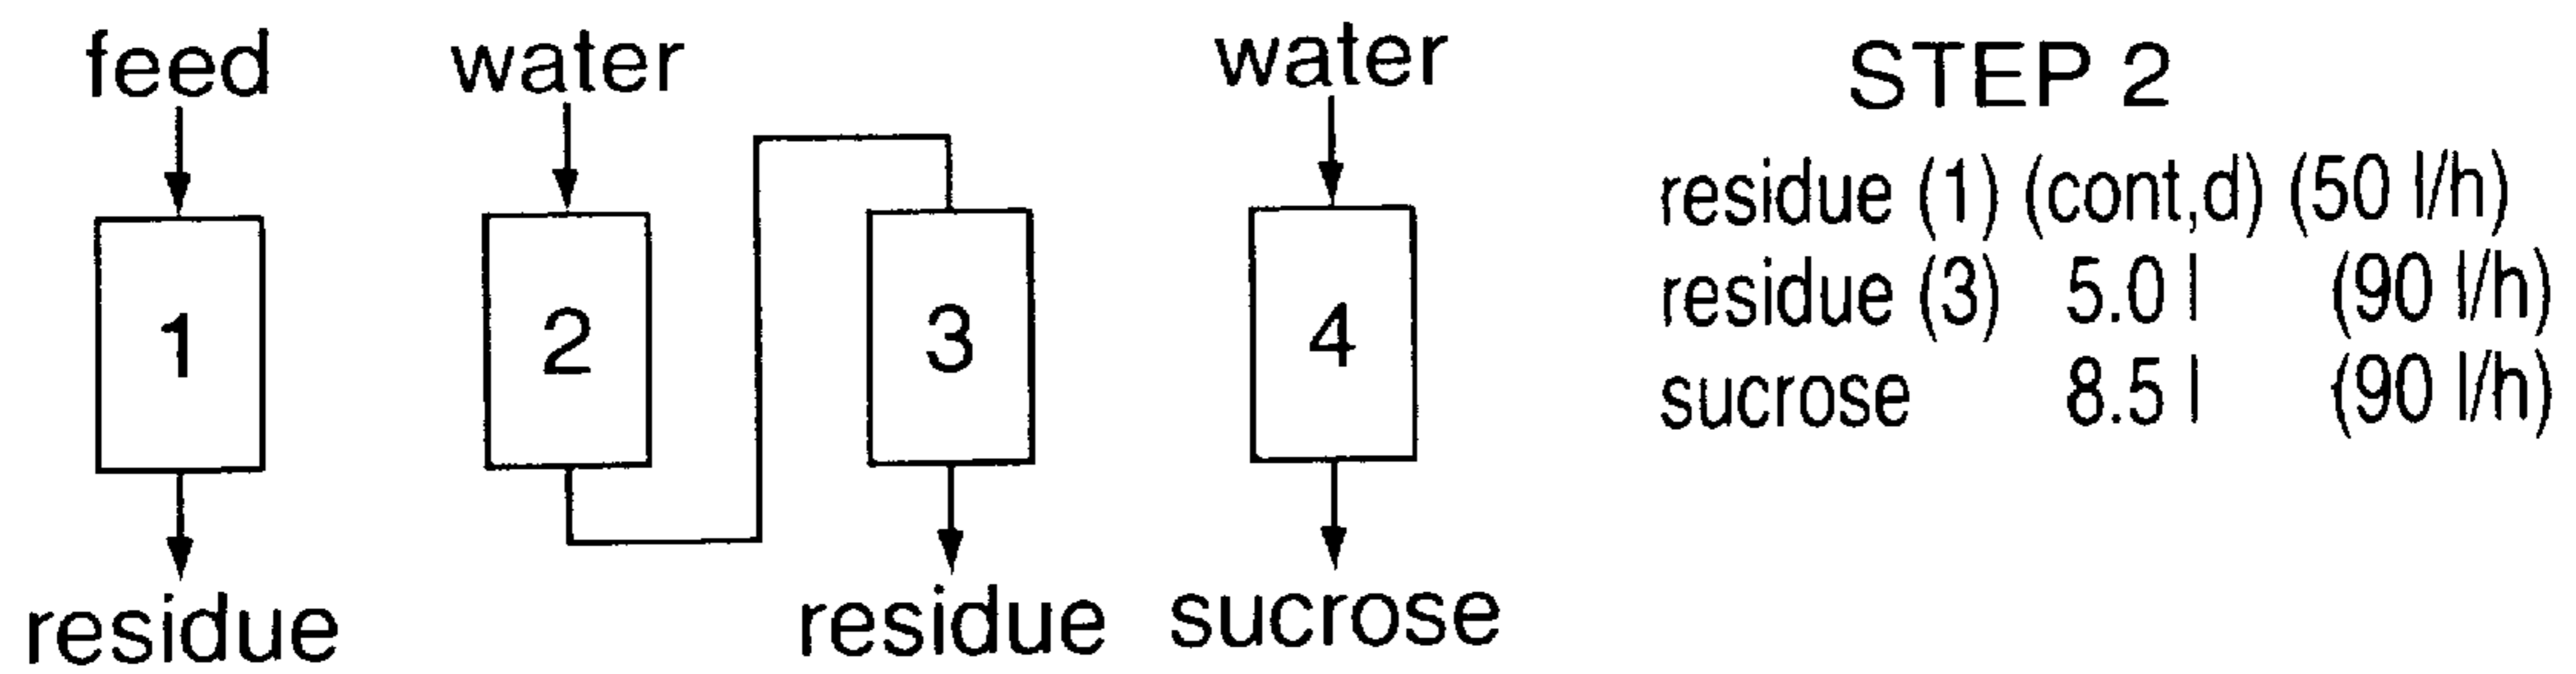 feed
water
water
1
2
3
4
residue
residue
sucrose
STEP 2
residue (1) (cont,d) (50 l/h)
residue (3) 5.0 l (90 l/h)
sucrose 8.5 l (90 l/h)